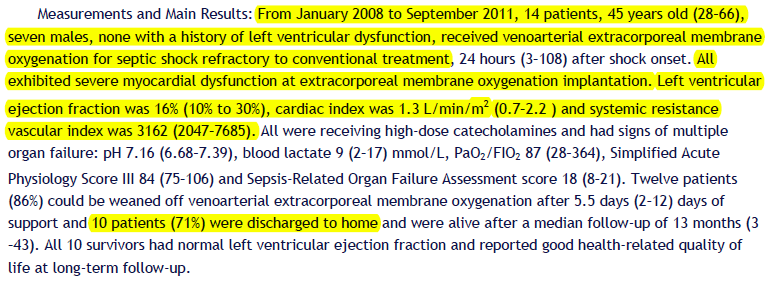 Measurements and Main Results: From January 2008 to September 2011, 14 patients, 45 years old (28-66),
seven males, none with a history of left ventricular dysfunction, received venoarterial extracorporeal membrane
oxygenation for septic shock refractory to conventional treatment, 24 hours (3-108) after shock onset. All
exhibited severe myocardial dysfunction at extracorporeal membrane oxygenation implantation. Left ventricular
ejection fraction was 16% (10% to 30%), cardiac index was 1.3 L/min/m² (0.7-2.2 ) and systemic resistance
vascular index was 3162 (2047-7685). All were receiving high-dose catecholamines and had signs of multiple
organ failure: pH 7.16 (6.68-7.39), blood lactate 9 (2-17) mmol/L, PaO₂/FIO₂ 87 (28-364), Simplified Acute
Physiology Score III 84 (75-106) and Sepsis-Related Organ Failure Assessment score 18 (8-21). Twelve patients
(86%) could be weaned off venoarterial extracorporeal membrane oxygenation after 5.5 days (2-12) days of
support and 10 patients (71%) were discharged to home and were alive after a median follow-up of 13 months (3
-43). All 10 survivors had normal left ventricular ejection fraction and reported good health-related quality of
life at long-term follow-up.